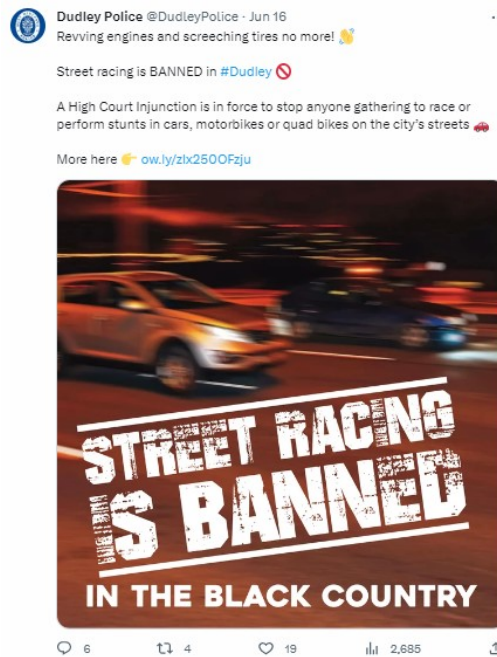 Dudley Police @DudleyPolice · Jun 16
Revving engines and screeching tires no more! 👋
Street racing is BANNED in #Dudley 🚫
A High Court Injunction is in force to stop anyone gathering to race or
perform stunts in cars, motorbikes or quad bikes on the city's streets 🚗
More here 👉 ow.ly/zlx250OFzju
STREET RACING
IS BANNED
IN THE BLACK COUNTRY
6 4 19 2,685